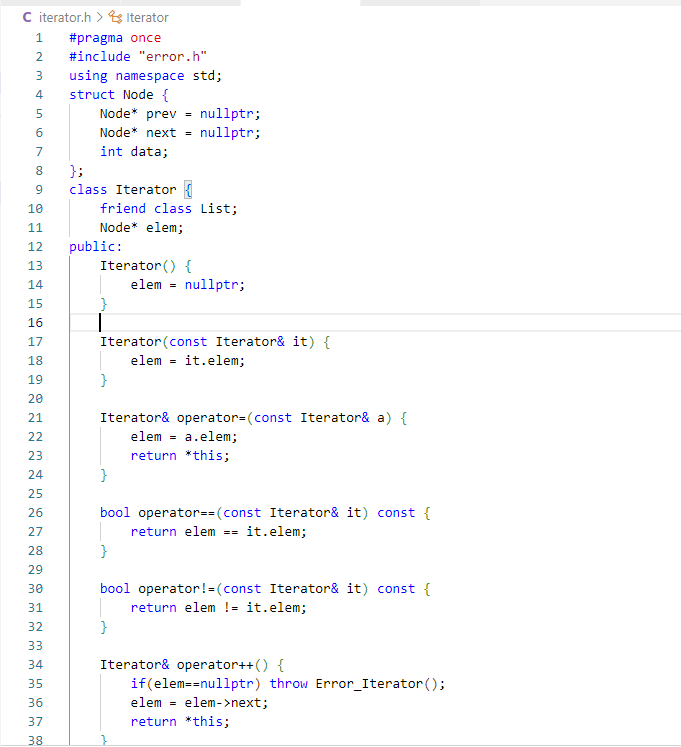 C iterator.h > Iterator
1 #pragma once
2 #include "error.h"
3 using namespace std;
4 struct Node {
5     Node* prev = nullptr;
6     Node* next = nullptr;
7     int data;
8 };
9 class Iterator {
10     friend class List;
11     Node* elem;
12 public:
13     Iterator() {
14         elem = nullptr;
15     }
16
17     Iterator(const Iterator& it) {
18         elem = it.elem;
19     }
20
21     Iterator& operator=(const Iterator& a) {
22         elem = a.elem;
23         return *this;
24     }
25
26     bool operator==(const Iterator& it) const {
27         return elem == it.elem;
28     }
29
30     bool operator!=(const Iterator& it) const {
31         return elem != it.elem;
32     }
33
34     Iterator& operator++() {
35         if(elem==nullptr) throw Error_Iterator();
36         elem = elem->next;
37         return *this;
38     }